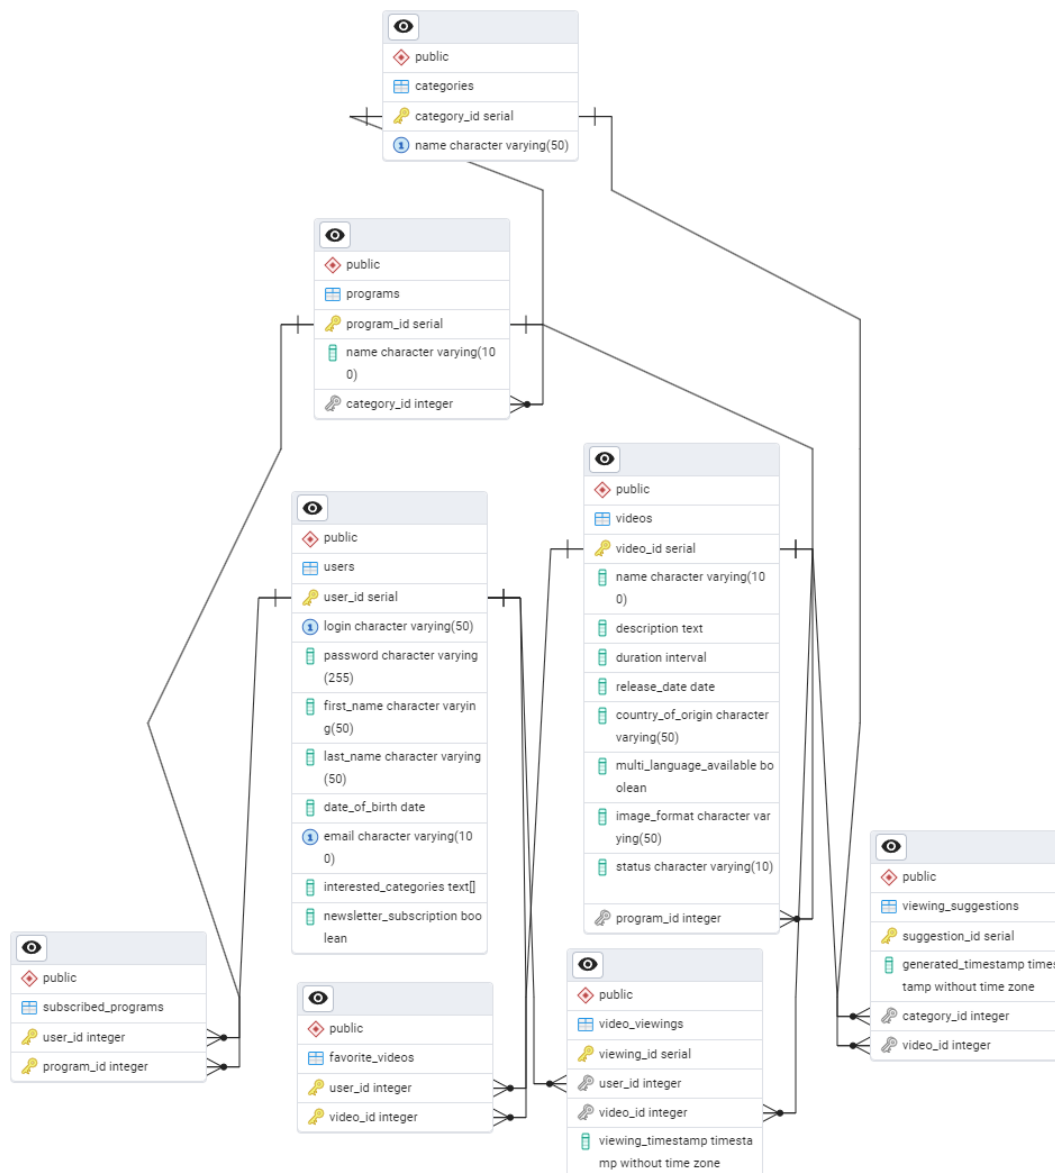 public
categories
category_id serial
name character varying(50)
public
programs
program_id serial
name character varying(10
0)
category_id integer
public
videos
video_id serial
name character varying(10
0)
description text
duration interval
release_date date
country_of_origin character
varying(50)
multi_language_available bo
olean
image_format character var
ying(50)
status character varying(10)
program_id integer
public
users
user_id serial
login character varying(50)
password character varying
(255)
first_name character varyin
g(50)
last_name character varying
(50)
date_of_birth date
email character varying(10
0)
interested_categories text[]
newsletter_subscription boo
lean
public
viewing_suggestions
suggestion_id serial
generated_timestamp times
tamp without time zone
category_id integer
video_id integer
public
subscribed_programs
user_id integer
program_id integer
public
favorite_videos
user_id integer
video_id integer
public
video_viewings
viewing_id serial
user_id integer
video_id integer
viewing_timestamp timesta
mp without time zone